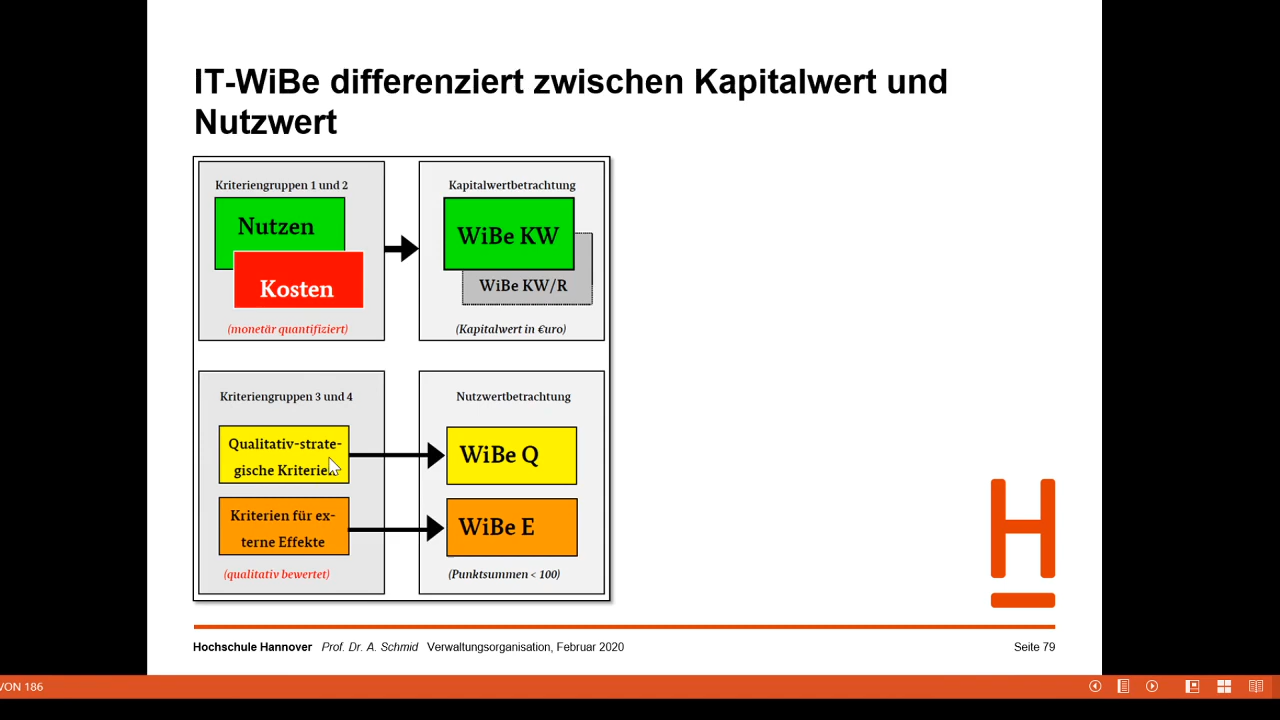 IT-WiBe differenziert zwischen Kapitalwert und
Nutzwert
Kriteriengruppen 1 und 2
Nutzen
Kosten
(monetär quantifiziert)
Kapitalwertbetrachtung
WiBe KW
WiBe KW/R
(Kapitalwert in €uro)
Kriteriengruppen 3 und 4
Qualitativ-strate-
gische Kriterien
Kriterien für ex-
terne Effekte
(qualitativ bewertet)
Nutzwertbetrachtung
WiBe Q
WiBe E
(Punktsummen < 100)
H
Hochschule Hannover Prof. Dr. A. Schmid Verwaltungsorganisation, Februar 2020
Seite 79
VON 186